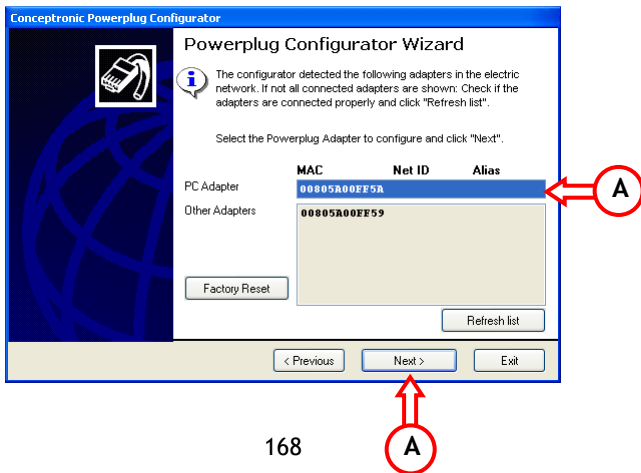 Conceptronic Powerplug Configurator
Powerplug Configurator Wizard
The configurator detected the following adapters in the electric
network. If not all connected adapters are shown: Check if the
adapters are connected properly and click "Refresh list".
Select the Powerplug Adapter to configure and click "Next".
MAC Net ID Alias
PC Adapter 00805A00FF5A
A
Other Adapters 00805A00FF59
Factory Reset
Refresh list
< Previous Next > Exit
168 A